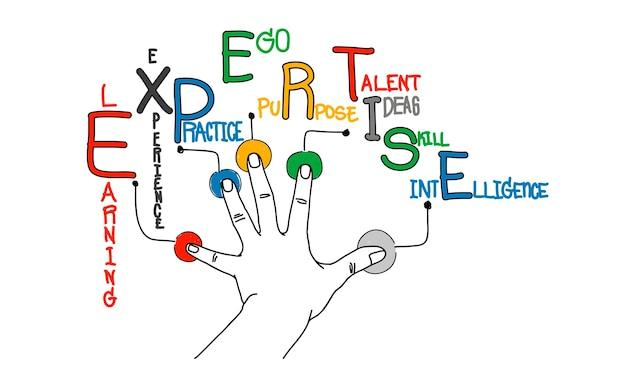 LEARNING
EXPERIENCE
PRACTICE
EGO
PURPOSE
TALENT
IDEAS
SKILL
INTELLIGENCE